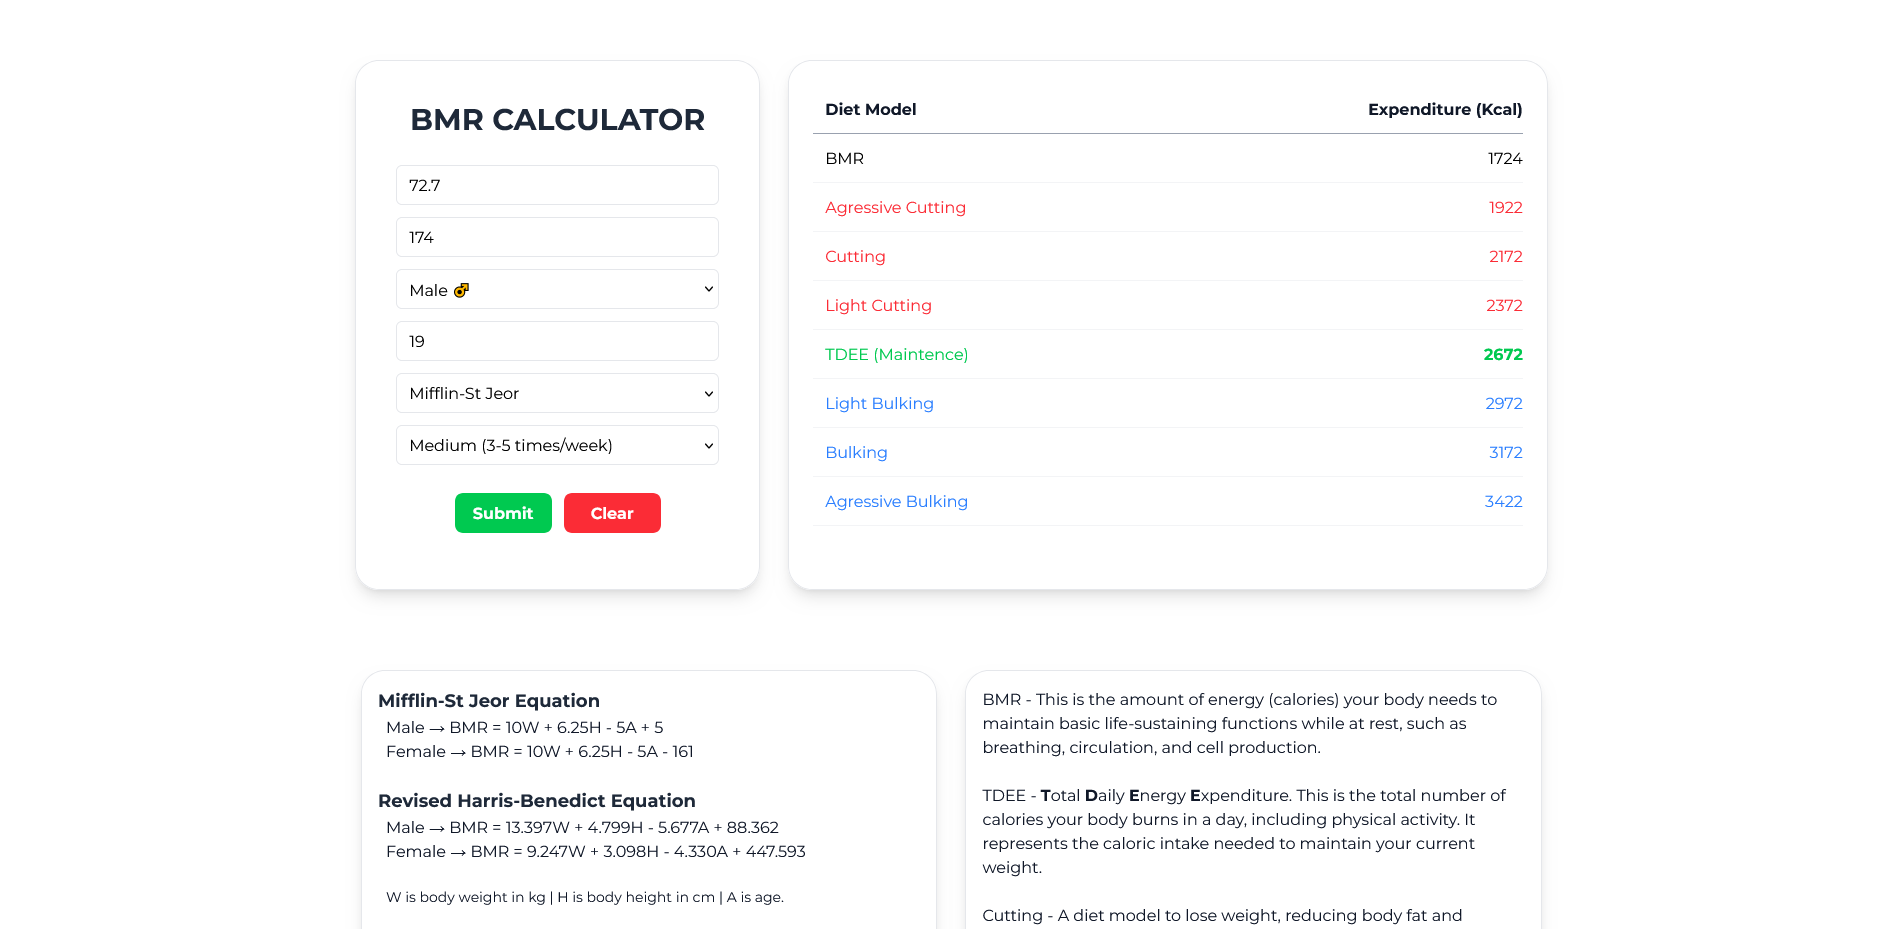 BMR CALCULATOR
72.7
174
Male ♂
19
Mifflin-St Jeor
Medium (3-5 times/week)
Submit Clear
Diet Model Expenditure (Kcal)
BMR 1724
Agressive Cutting 1922
Cutting 2172
Light Cutting 2372
TDEE (Maintence) 2672
Light Bulking 2972
Bulking 3172
Agressive Bulking 3422
Mifflin-St Jeor Equation
Male → BMR = 10W + 6.25H - 5A + 5
Female → BMR = 10W + 6.25H - 5A - 161
Revised Harris-Benedict Equation
Male → BMR = 13.397W + 4.799H - 5.677A + 88.362
Female → BMR = 9.247W + 3.098H - 4.330A + 447.593
W is body weight in kg | H is body height in cm | A is age.
BMR - This is the amount of energy (calories) your body needs to
maintain basic life-sustaining functions while at rest, such as
breathing, circulation, and cell production.
TDEE - Total Daily Energy Expenditure. This is the total number of
calories your body burns in a day, including physical activity. It
represents the caloric intake needed to maintain your current
weight.
Cutting - A diet model to lose weight, reducing body fat and